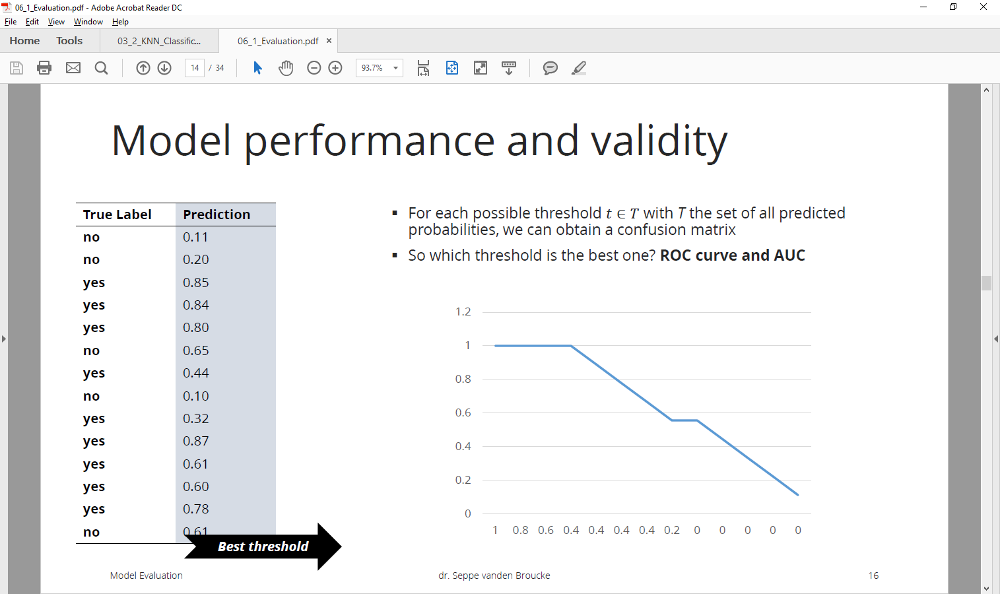 06_1_Evaluation.pdf - Adobe Acrobat Reader DC
File Edit View Window Help
Home Tools 03_2_KNN_Classific... 06_1_Evaluation.pdf ×
14 / 34 93.7%
Model performance and validity
True Label Prediction
no 0.11
no 0.20
yes 0.85
yes 0.84
yes 0.80
no 0.65
yes 0.44
no 0.10
yes 0.32
yes 0.87
yes 0.61
yes 0.60
yes 0.78
no 0.61
Best threshold
▪ For each possible threshold t ∈ T with T the set of all predicted
probabilities, we can obtain a confusion matrix
▪ So which threshold is the best one? ROC curve and AUC
1.2
1
0.8
0.6
0.4
0.2
0
1 0.8 0.6 0.4 0.4 0.4 0.4 0.2 0 0 0 0 0
Model Evaluation dr. Seppe vanden Broucke 16